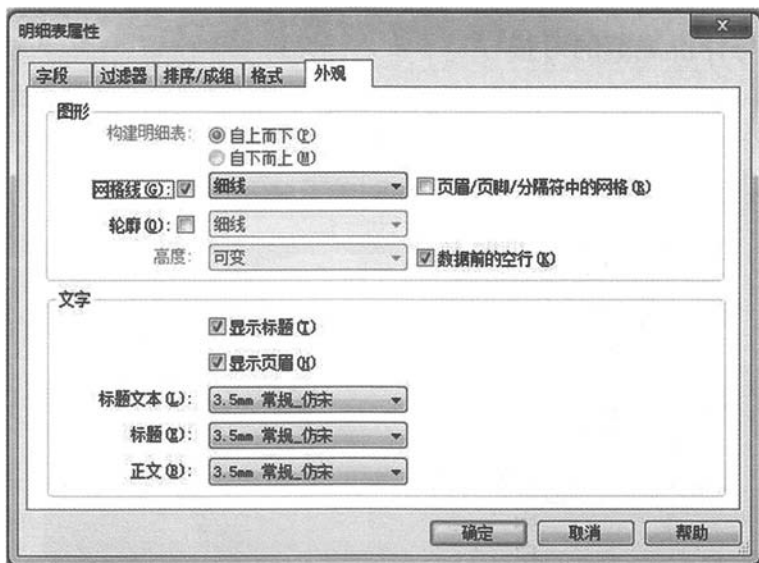 明细表属性
字段 过滤器 排序/成组 格式 外观
图形
构建明细表: 自上而下(P)
自下而上(M)
网格线(G): 细线 页眉/页脚/分隔符中的网格(R)
轮廓(O): 细线
高度: 可变 数据前的空行(K)
文字
显示标题(T)
显示页眉(H)
标题文本(L): 3.5mm 常规_仿宋
标题(E): 3.5mm 常规_仿宋
正文(B): 3.5mm 常规_仿宋
确定 取消 帮助